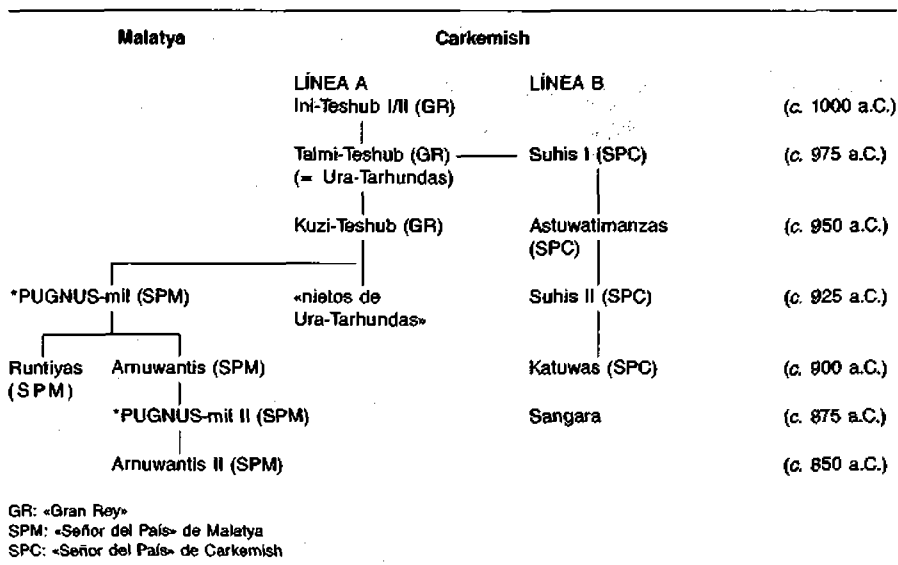 Malatya Carkemish
LÍNEA A LÍNEA B
Ini-Teshub I/II (GR) (c. 1000 a.C.)
Talmi-Teshub (GR) Suhis I (SPC) (c. 975 a.C.)
(= Ura-Tarhundas)
Kuzi-Teshub (GR) Astuwatimanzas (c. 950 a.C.)
(SPC)
*PUGNUS-mil (SPM) «nietos de Suhis II (SPC) (c. 925 a.C.)
Ura-Tarhundas»
Runtiyas Arnuwantis (SPM) Katuwas (SPC) (c. 900 a.C.)
(SPM)
*PUGNUS-mil II (SPM) Sangara (c. 875 a.C.)
Arnuwantis II (SPM) (c. 850 a.C.)
GR: «Gran Rey»
SPM: «Señor del País» de Malatya
SPC: «Señor del País» de Carkemish